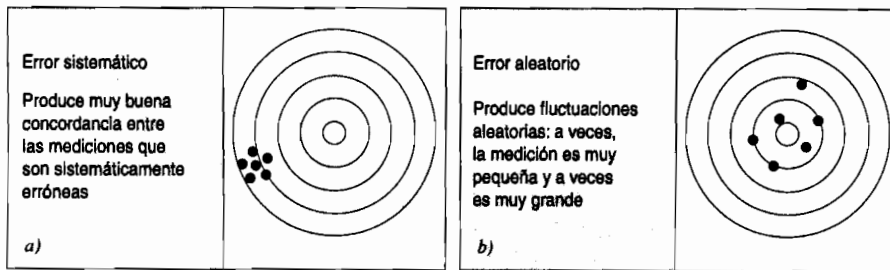 Error sistemático
Produce muy buena
concordancia entre
las mediciones que
son sistemáticamente
erróneas
a)
Error aleatorio
Produce fluctuaciones
aleatorias: a veces,
la medición es muy
pequeña y a veces
es muy grande
b)